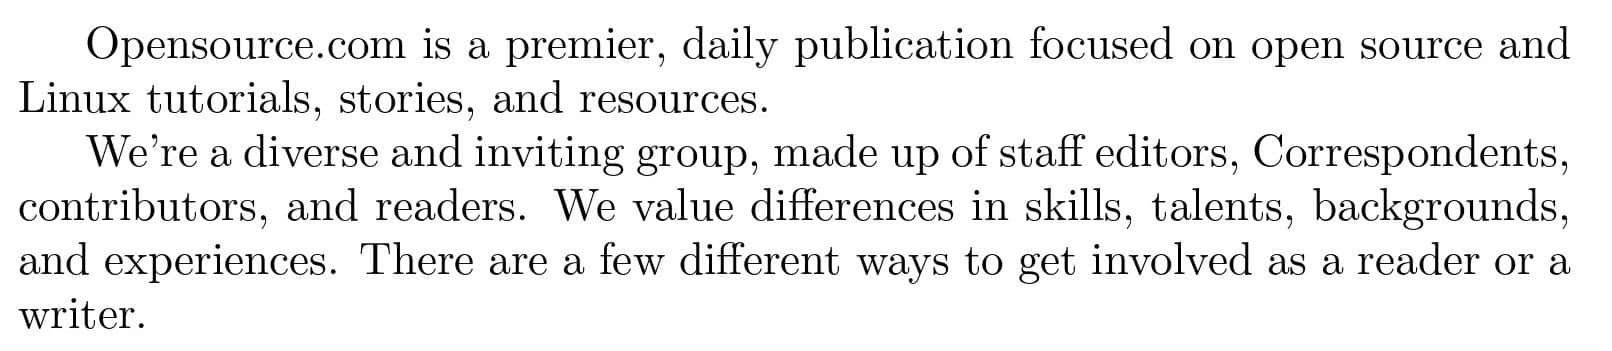 Opensource.com is a premier, daily publication focused on open source and
Linux tutorials, stories, and resources.
We're a diverse and inviting group, made up of staff editors, Correspondents,
contributors, and readers. We value differences in skills, talents, backgrounds,
and experiences. There are a few different ways to get involved as a reader or a
writer.